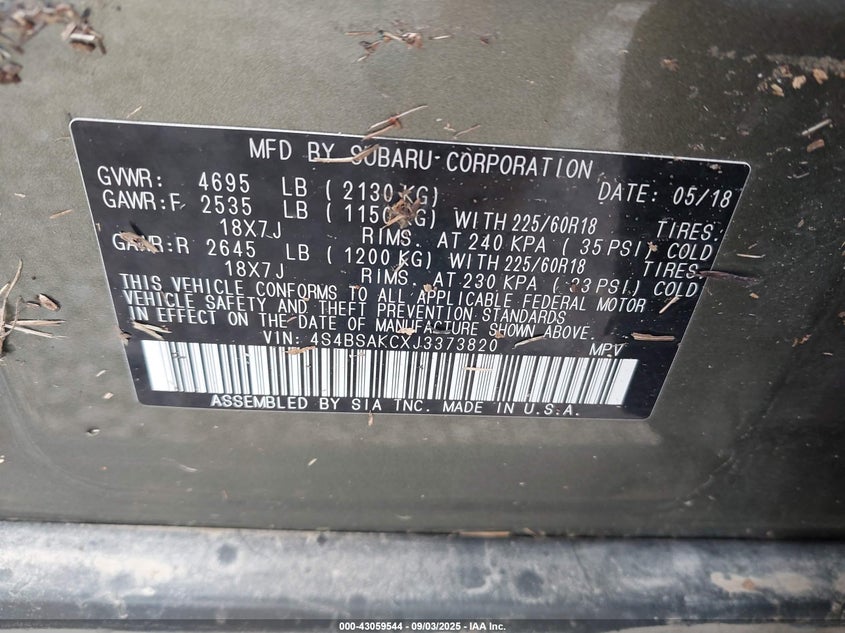 MFD BY SUBARU CORPORATION
GVWR: 4695 LB ( 2130 KG) DATE: 05/18
GAWR:F 2535 LB ( 1150 KG) WITH 225/60R18 TIRES.
18X7J RIMS. AT 240 KPA ( 35 PSI) COLD
GAWR:R 2645 LB ( 1200 KG) WITH 225/60R18 TIRES.
18X7J RIMS. AT 230 KPA ( 33 PSI) COLD
THIS VEHICLE CONFORMS TO ALL APPLICABLE FEDERAL MOTOR
VEHICLE SAFETY AND THEFT PREVENTION STANDARDS
IN EFFECT ON THE DATE OF MANUFACTURE SHOWN ABOVE.
VIN: 4S4BSAKCXJ3373820 MPV
ASSEMBLED BY SIA INC. MADE IN U.S.A.
000-43059544 - 09/03/2025 - IAA Inc.